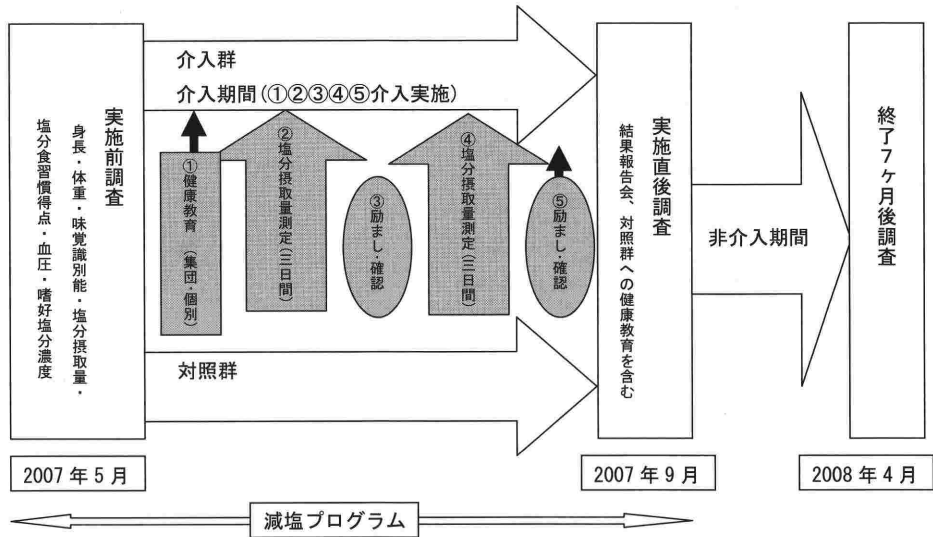 実施前調査
身長・体重・味覚識別能・塩分摂取量・
塩分食習慣得点・血圧・嗜好塩分濃度
介入群
介入期間(①②③④⑤介入実施)
①健康教育 (集団・個別)
②塩分摂取量測定(三日間)
③励まし・確認
④塩分摂取量測定(三日間)
⑤励まし・確認
対照群
実施直後調査
結果報告会、対照群への健康教育を含む
非介入期間
終了7ヶ月後調査
2007年5月
2007年9月
2008年4月
減塩プログラム